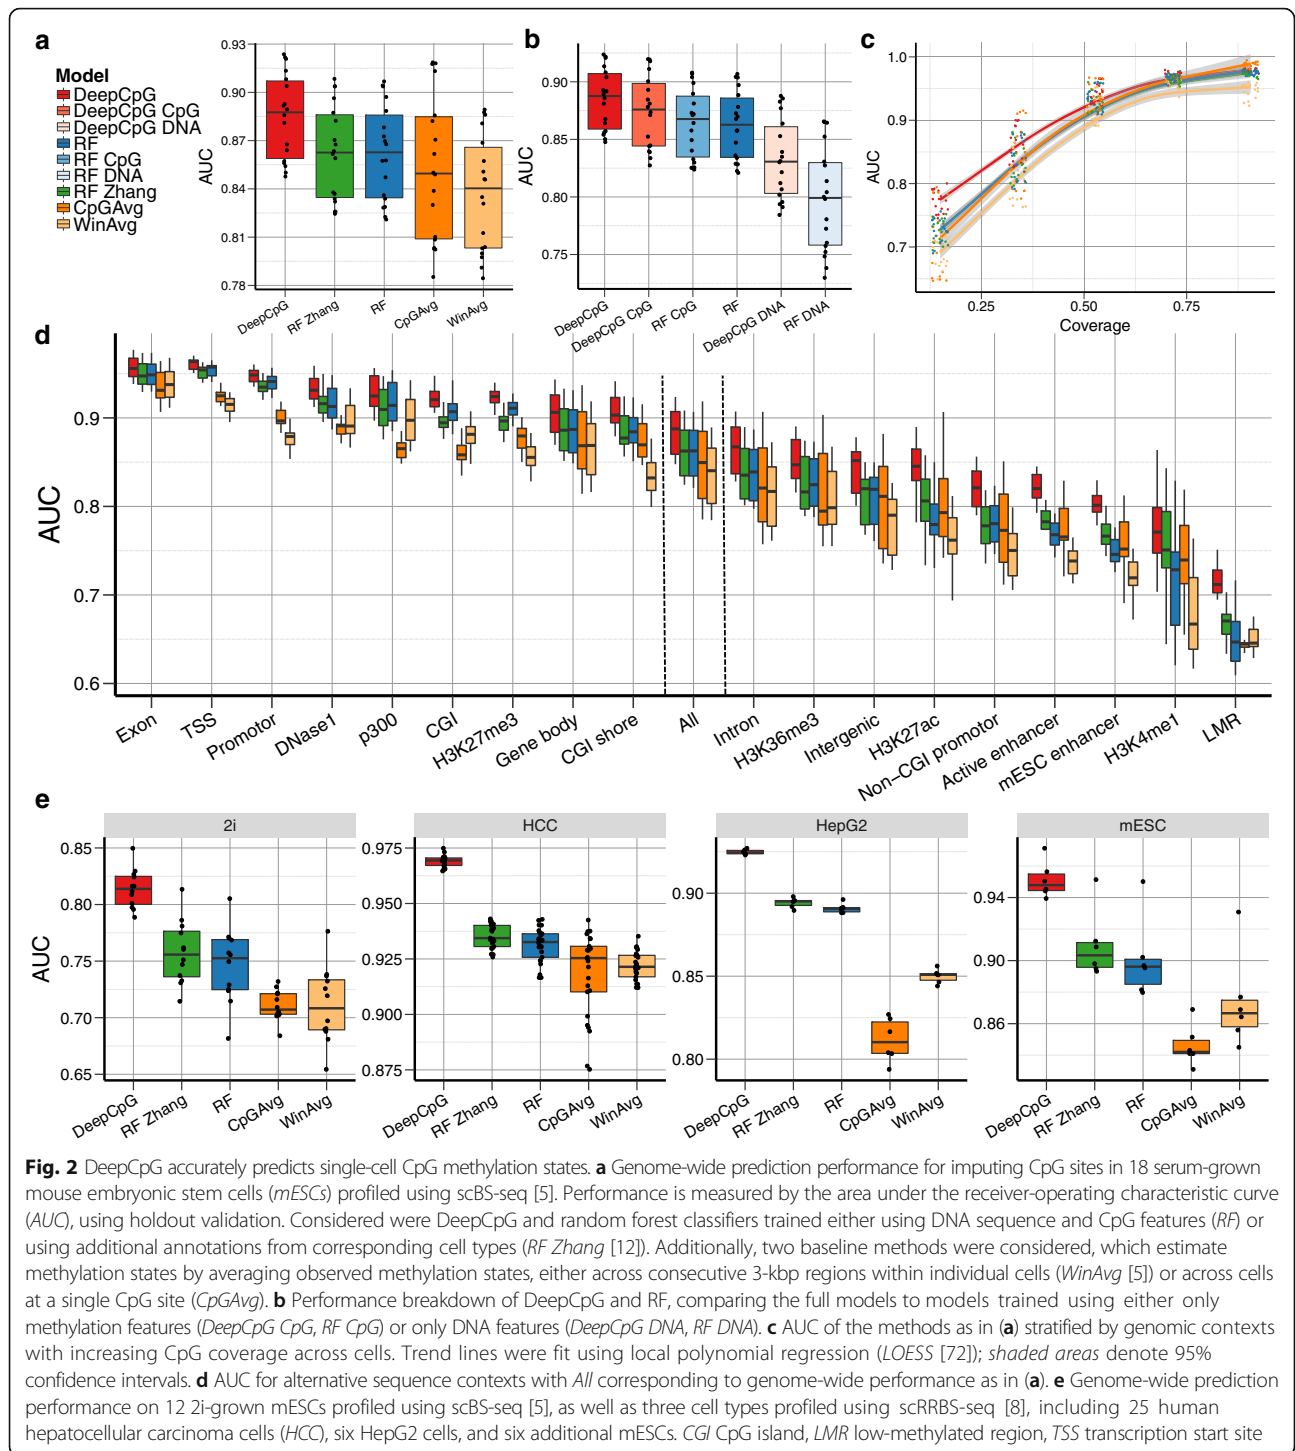 a
Model
DeepCpG
DeepCpG CpG
DeepCpG DNA
RF
RF CpG
RF DNA
RF Zhang
CpGAvg
WinAvg
AUC
0.93
0.90
0.87
0.84
0.81
0.78
DeepCpG
RF Zhang
RF
CpGAvg
WinAvg
b
AUC
0.90
0.85
0.80
0.75
DeepCpG
DeepCpG CpG
RF CpG
RF
DeepCpG DNA
RF DNA
c
AUC
1.0
0.9
0.8
0.7
0.25
0.50
0.75
Coverage
d
AUC
0.9
0.8
0.7
0.6
Exon
TSS
Promotor
DNase1
p300
CGI
H3K27me3
Gene body
CGI shore
All
Intron
H3K36me3
Intergenic
H3K27ac
Non−CGI promotor
Active enhancer
mESC enhancer
H3K4me1
LMR
e
2i
AUC
0.85
0.80
0.75
0.70
0.65
DeepCpG
RF Zhang
RF
CpGAvg
WinAvg
HCC
0.975
0.950
0.925
0.900
0.875
DeepCpG
RF Zhang
RF
CpGAvg
WinAvg
HepG2
0.90
0.85
0.80
DeepCpG
RF Zhang
RF
CpGAvg
WinAvg
mESC
0.94
0.90
0.86
DeepCpG
RF Zhang
RF
CpGAvg
WinAvg
Fig. 2 DeepCpG accurately predicts single-cell CpG methylation states. a Genome-wide prediction performance for imputing CpG sites in 18 serum-grown
mouse embryonic stem cells (mESCs) profiled using scBS-seq [5]. Performance is measured by the area under the receiver-operating characteristic curve
(AUC), using holdout validation. Considered were DeepCpG and random forest classifiers trained either using DNA sequence and CpG features (RF) or
using additional annotations from corresponding cell types (RF Zhang [12]). Additionally, two baseline methods were considered, which estimate
methylation states by averaging observed methylation states, either across consecutive 3-kbp regions within individual cells (WinAvg [5]) or across cells
at a single CpG site (CpGAvg). b Performance breakdown of DeepCpG and RF, comparing the full models to models trained using either only
methylation features (DeepCpG CpG, RF CpG) or only DNA features (DeepCpG DNA, RF DNA). c AUC of the methods as in (a) stratified by genomic contexts
with increasing CpG coverage across cells. Trend lines were fit using local polynomial regression (LOESS [72]); shaded areas denote 95%
confidence intervals. d AUC for alternative sequence contexts with All corresponding to genome-wide performance as in (a). e Genome-wide prediction
performance on 12 2i-grown mESCs profiled using scBS-seq [5], as well as three cell types profiled using scRRBS-seq [8], including 25 human
hepatocellular carcinoma cells (HCC), six HepG2 cells, and six additional mESCs. CGI CpG island, LMR low-methylated region, TSS transcription start site